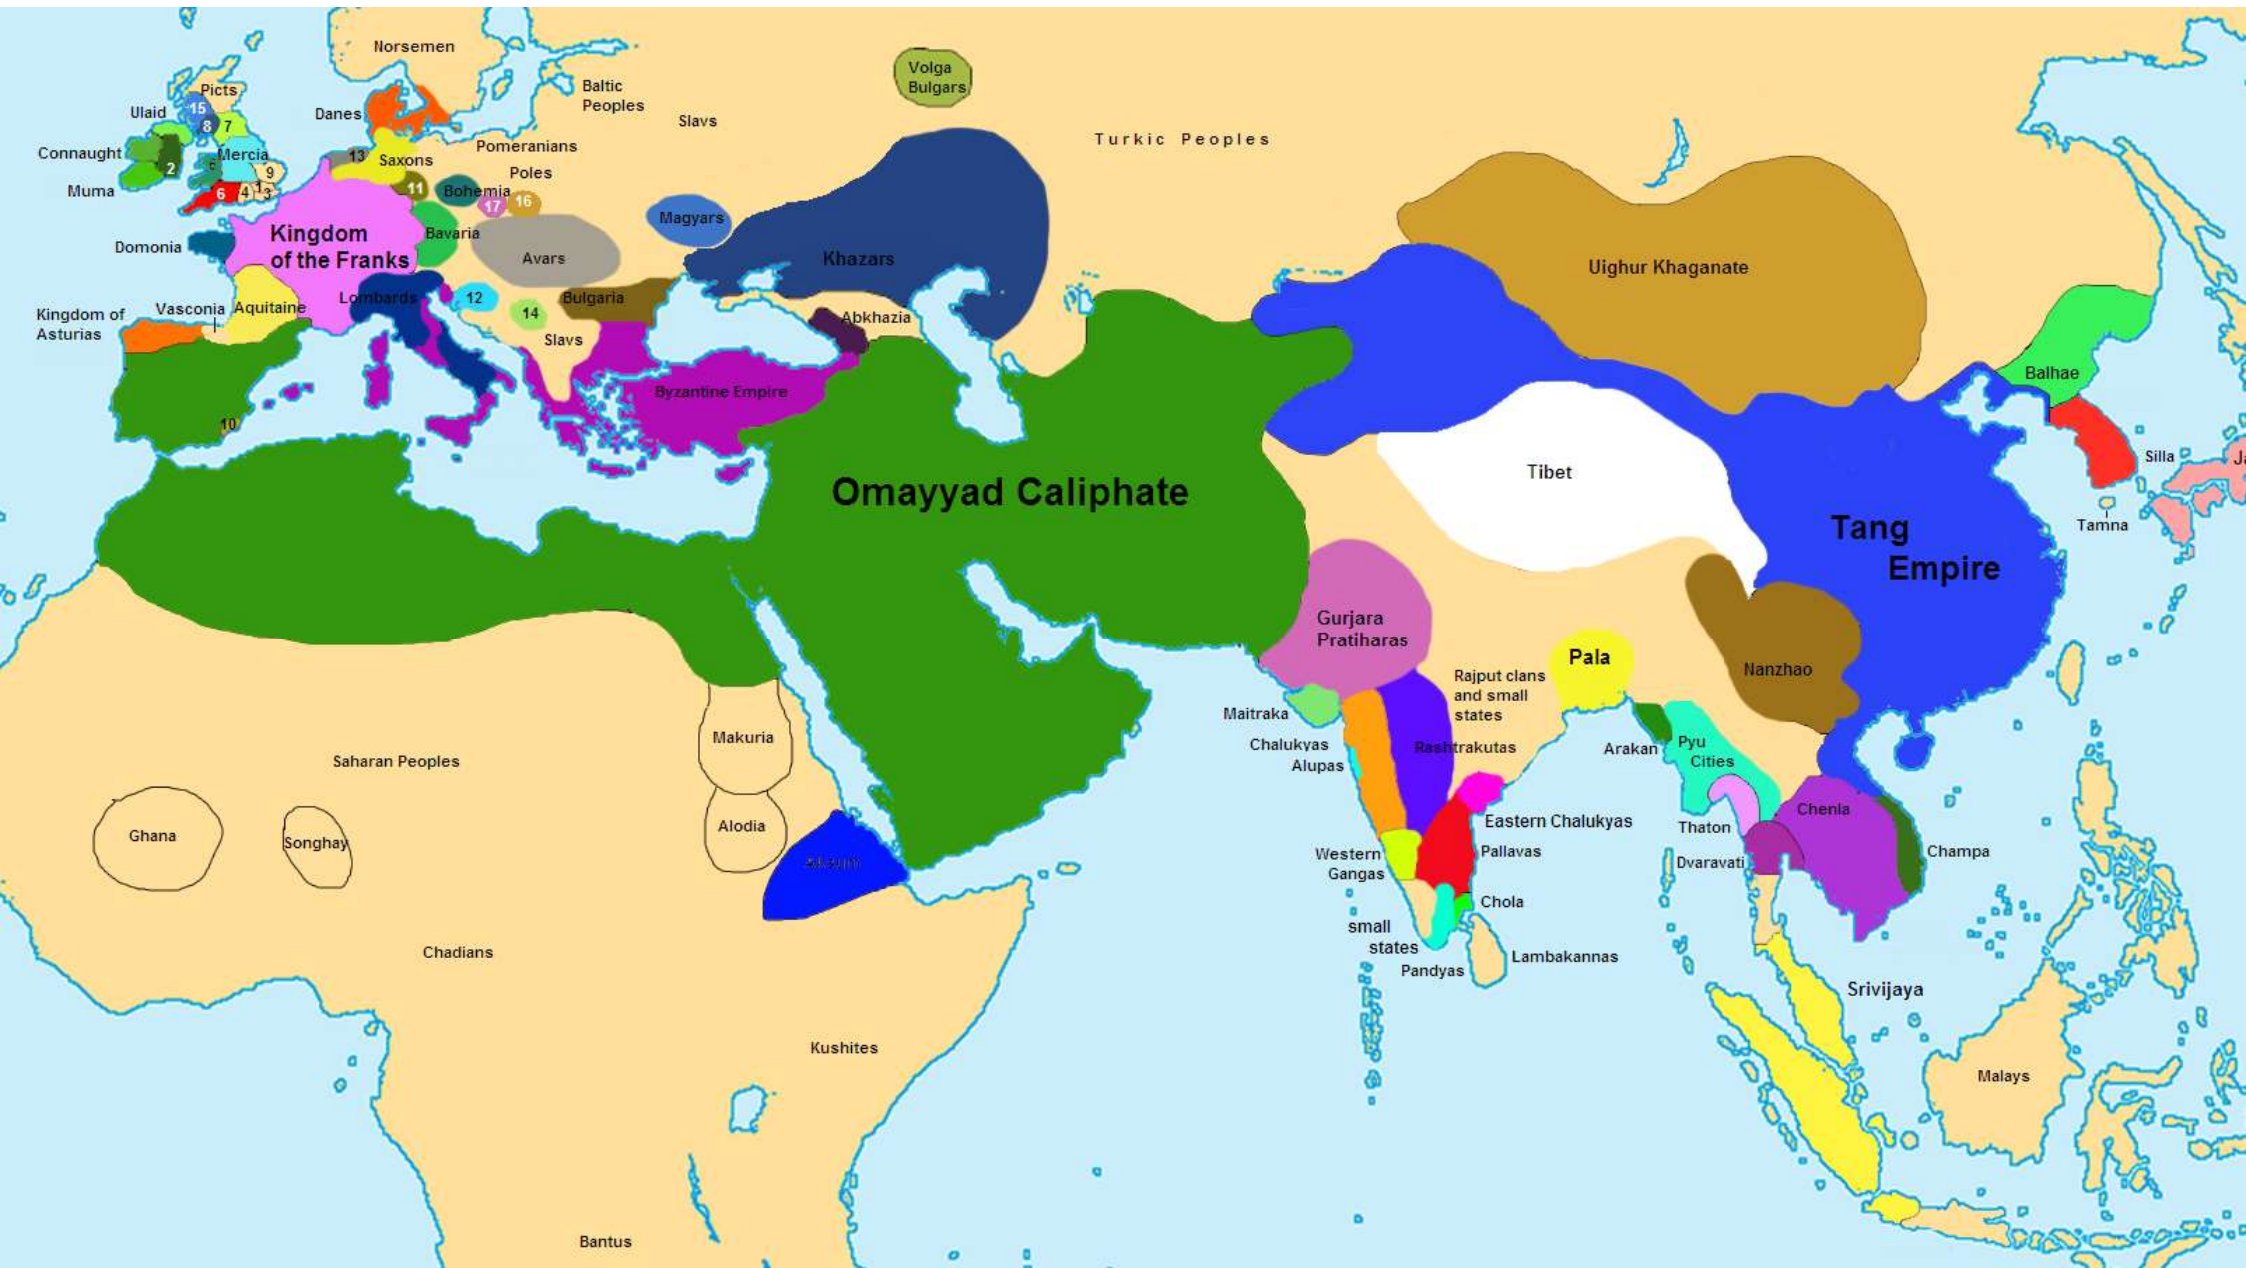 Norsemen
Volga
Bulgars
Baltic
Peoples
Picts
Ulaid
15
Danes
8
7
Slavs
Turkic Peoples
Pomeranians
Connaught
Mercia
13
Saxons
2
9
Poles
Muma
6
4
1
3
11
Bohemia
17
16
Magyars
Domonia
Kingdom
of the Franks
Bavaria
Avars
Khazars
Uighur Khaganate
Lombards
12
Bulgaria
Kingdom of
Asturias
Vasconia
Aquitaine
14
Abkhazia
Slavs
Balhae
Byzantine Empire
10
Omayyad Caliphate
Tibet
Silla
Tamna
Tang
Empire
Gurjara
Pratiharas
Pala
Nanzhao
Rajput clans
and small
states
Maitraka
Chalukyas
Alupas
Rashtrakutas
Arakan
Pyu
Cities
Makuria
Saharan Peoples
Ghana
Songhay
Alodia
Aksum
Chenla
Eastern Chalukyas
Thaton
Western
Gangas
Pallavas
Dvaravati
Champa
Chola
small
states
Pandyas
Lambakannas
Chadians
Srivijaya
Kushites
Malays
Bantus